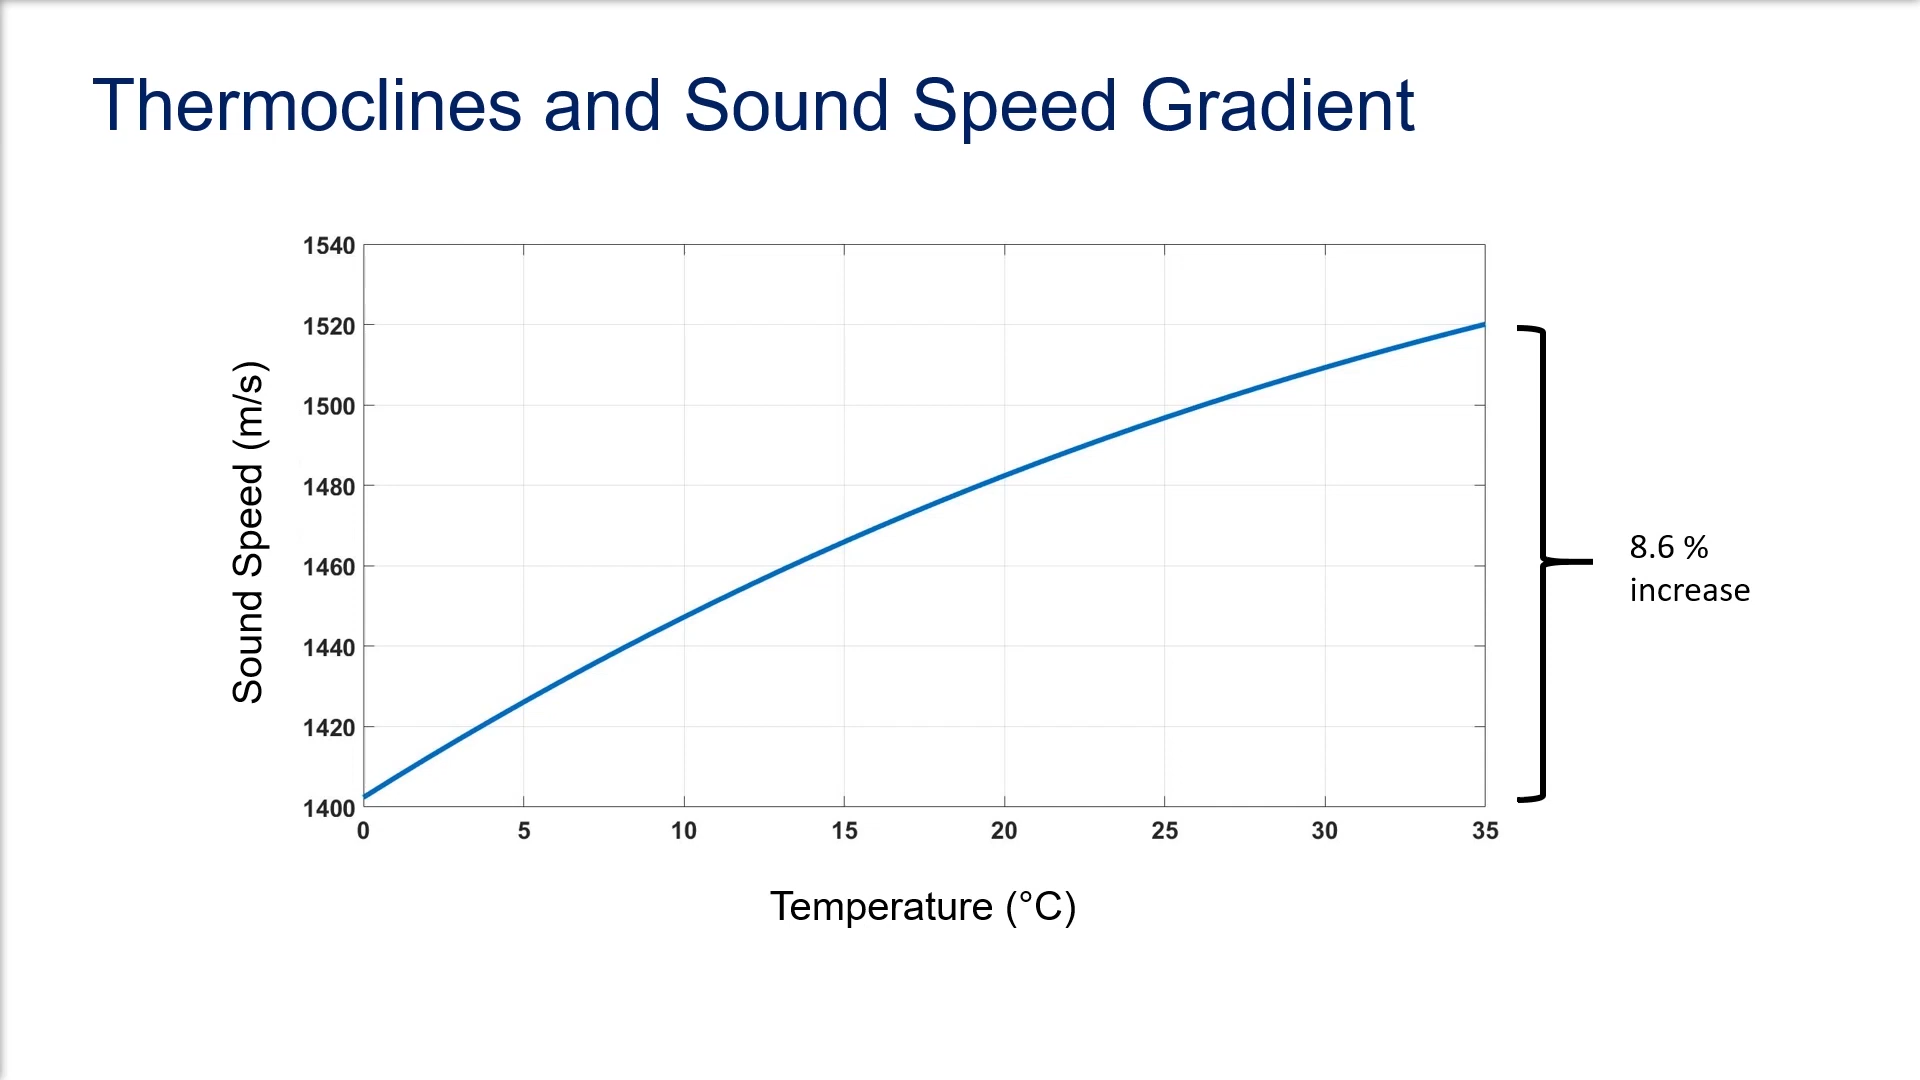 Thermoclines and Sound Speed Gradient
1540
1520
1500
1480
1460
1440
1420
1400
Sound Speed (m/s)
0 5 10 15 20 25 30 35
Temperature (°C)
8.6 %
increase